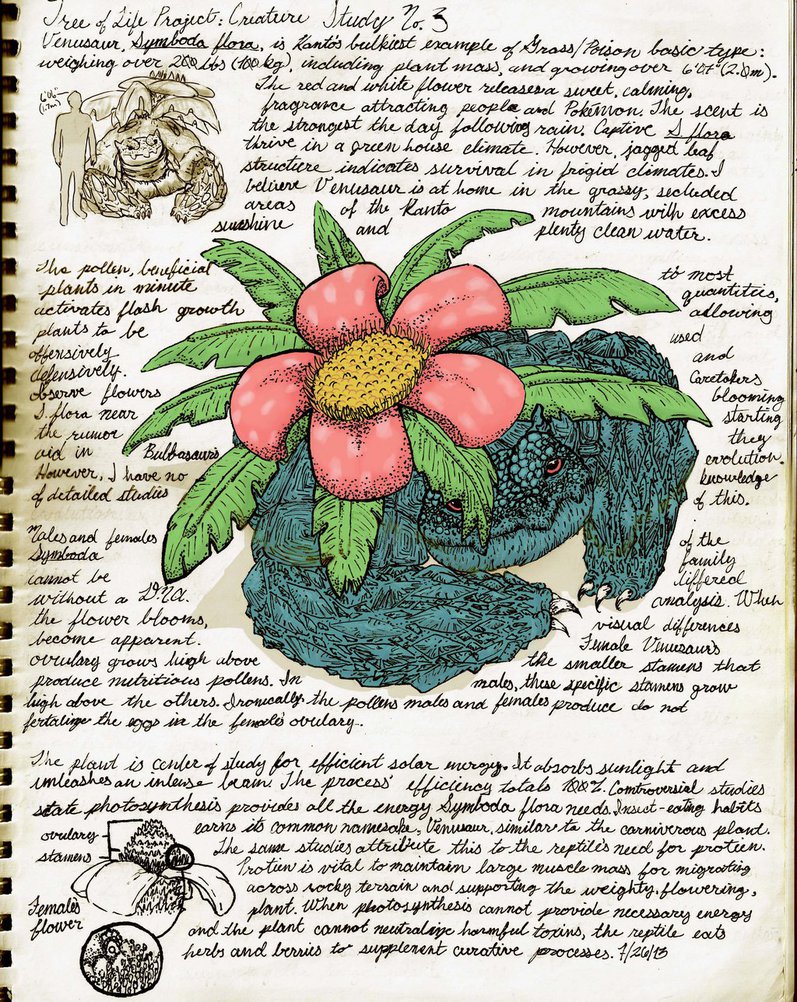 Tree of Life Project: Creature Study No. 3
Venusaur, Symboda flora, is Kanto's bulkiest example of Grass/Poison basic type:
weighing over 200 lbs (100 kg), including plant mass, and growing over 6'07" (2.0m).
The red and white flower releases a sweet, calming,
fragrance attracting people and Pokémon. The scent is
the strongest the day following rain. Captive S flora
thrive in a green house climate. However, jagged leaf
structure indicates survival in frigid climates. I
believe Venusaur is at home in the grassy, secluded
areas of the Kanto mountains with excess
sunshine and plenty clean water.
The pollen, beneficial to most
plants in minute quantities,
activates flash growth allowing
plants to be used
offensively and
defensively. Caretakers
observe flowers blooming
S. flora near starting
the rumor they
aid in Bulbasaur's evolution.
However, I have no knowledge
of detailed studies of this.
Males and females of the
Symboda family
cannot be differed
without a DNA analysis. When
the flower blooms, visual differences
become apparent. Female Venusaur's
ovulary grows high above the smaller stamens that
produce nutritious pollens. In males, these specific stamens grow
high above the others. Ironically, the pollens males and females produce do not
fertalize the eggs in the female's ovulary.
The plant is center of study for efficient solar energy. It absorbs sunlight and
unleashes an intense beam. The process' efficiency totals 100%. Controversial studies
state photosynthesis provides all the energy Symboda flora needs. Insect-eating habits
earns its common namesake, Venusaur, similar to the carniverous plant.
The same studies attribute this to the reptile's need for protien.
Protien is vital to maintain large muscle mass for migrating
across rocky terrain and supporting the weighty, flowering,
plant. When photosynthesis cannot provide necessary energy
and the plant cannot neutralize harmful toxins, the reptile eats
herbs and berries to supplement curative processes. 7/26/13
ovulary
stamens
Female's
flower